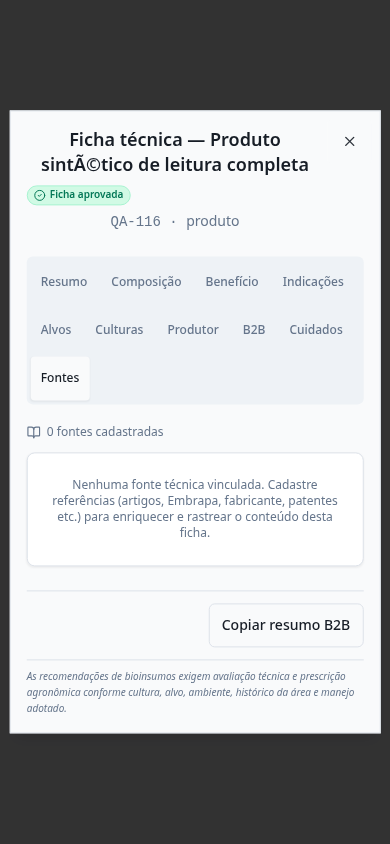 Ficha técnica — Produto
sintÃ©tico de leitura completa
Ficha aprovada
QA-116 · produto
Resumo Composição Benefício Indicações
Alvos Culturas Produtor B2B Cuidados
Fontes
0 fontes cadastradas
Nenhuma fonte técnica vinculada. Cadastre
referências (artigos, Embrapa, fabricante, patentes
etc.) para enriquecer e rastrear o conteúdo desta
ficha.
Copiar resumo B2B
As recomendações de bioinsumos exigem avaliação técnica e prescrição
agronômica conforme cultura, alvo, ambiente, histórico da área e manejo
adotado.